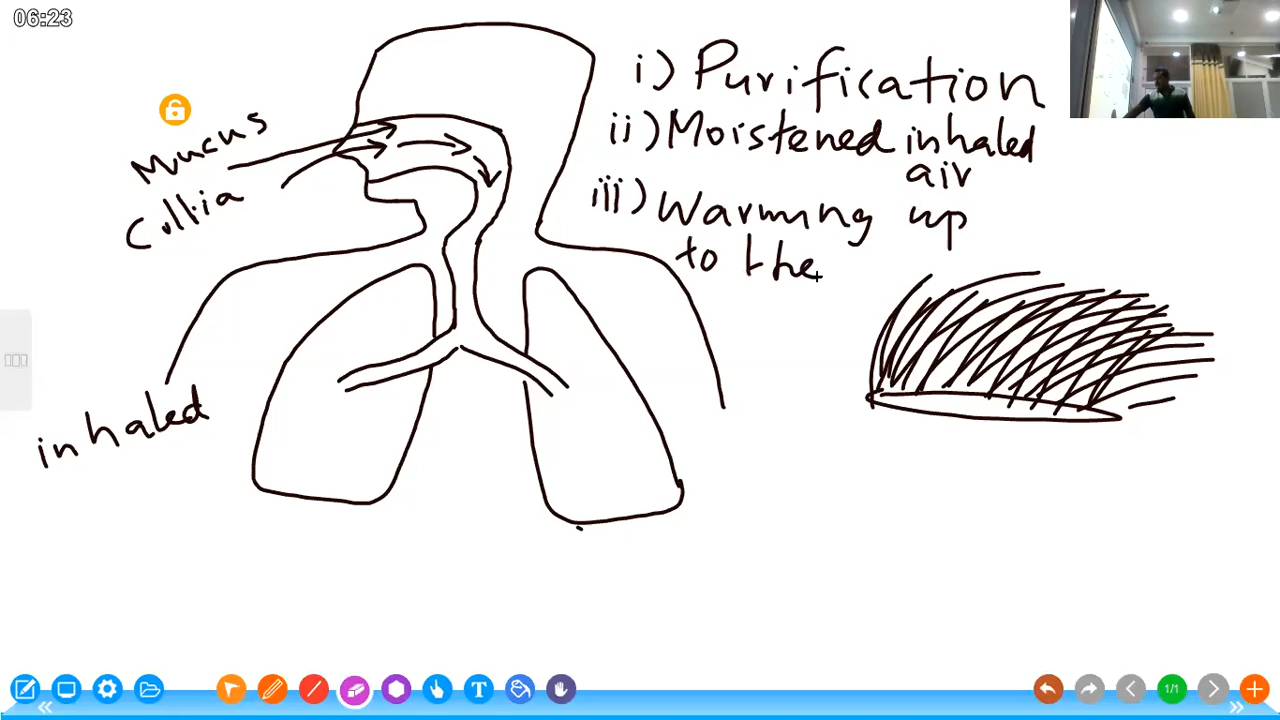 06:23
i) Purification
ii) Moistened inhaled
air
iii) Warming up
to the
Mucus
Cillia
inhaled
1/1
T